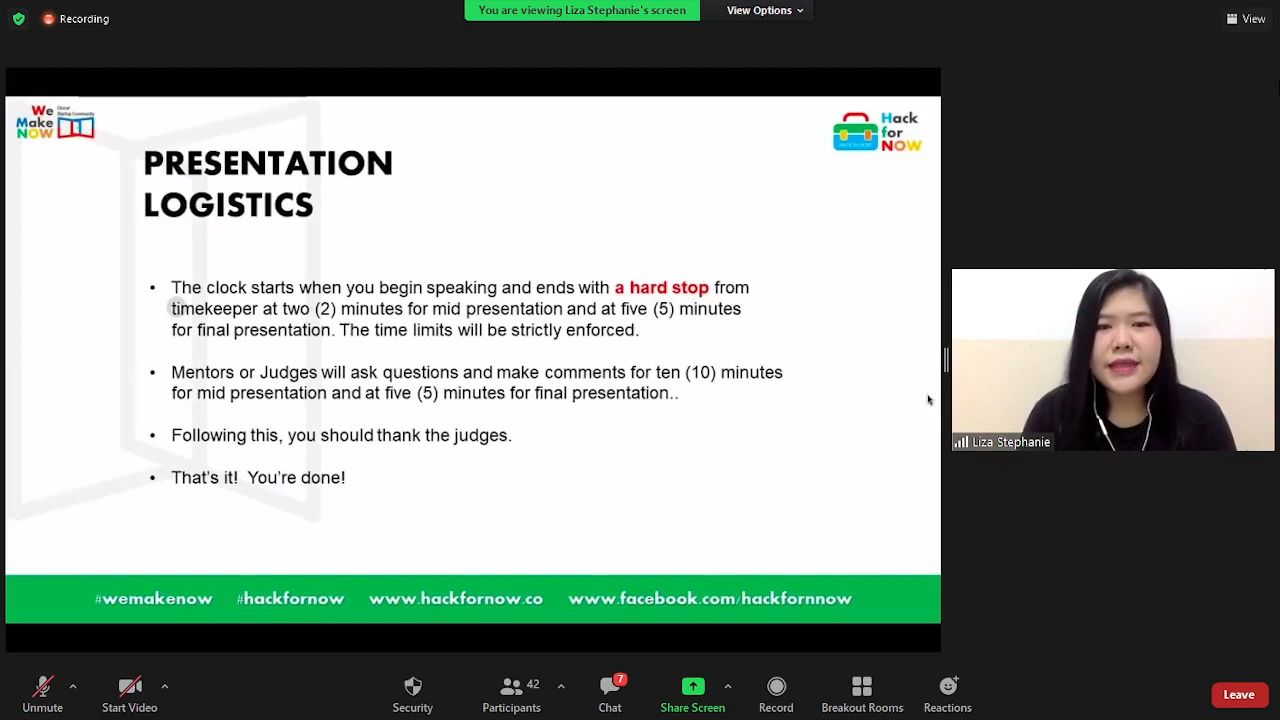 Recording
You are viewing Liza Stephanie's screen
View Options
View
We
Make
NOW
Global
Startup Community
Hack
for
NOW
PRESENTATION
LOGISTICS
• The clock starts when you begin speaking and ends with a hard stop from
timekeeper at two (2) minutes for mid presentation and at five (5) minutes
for final presentation. The time limits will be strictly enforced.
• Mentors or Judges will ask questions and make comments for ten (10) minutes
for mid presentation and at five (5) minutes for final presentation..
• Following this, you should thank the judges.
• That's it!  You're done!
Liza Stephanie
#wemakenow #hackfornow www.hackfornow.co www.facebook.com/hackfornnow
42
7
Unmute
Start Video
Security
Participants
Chat
Share Screen
Record
Breakout Rooms
Reactions
Leave